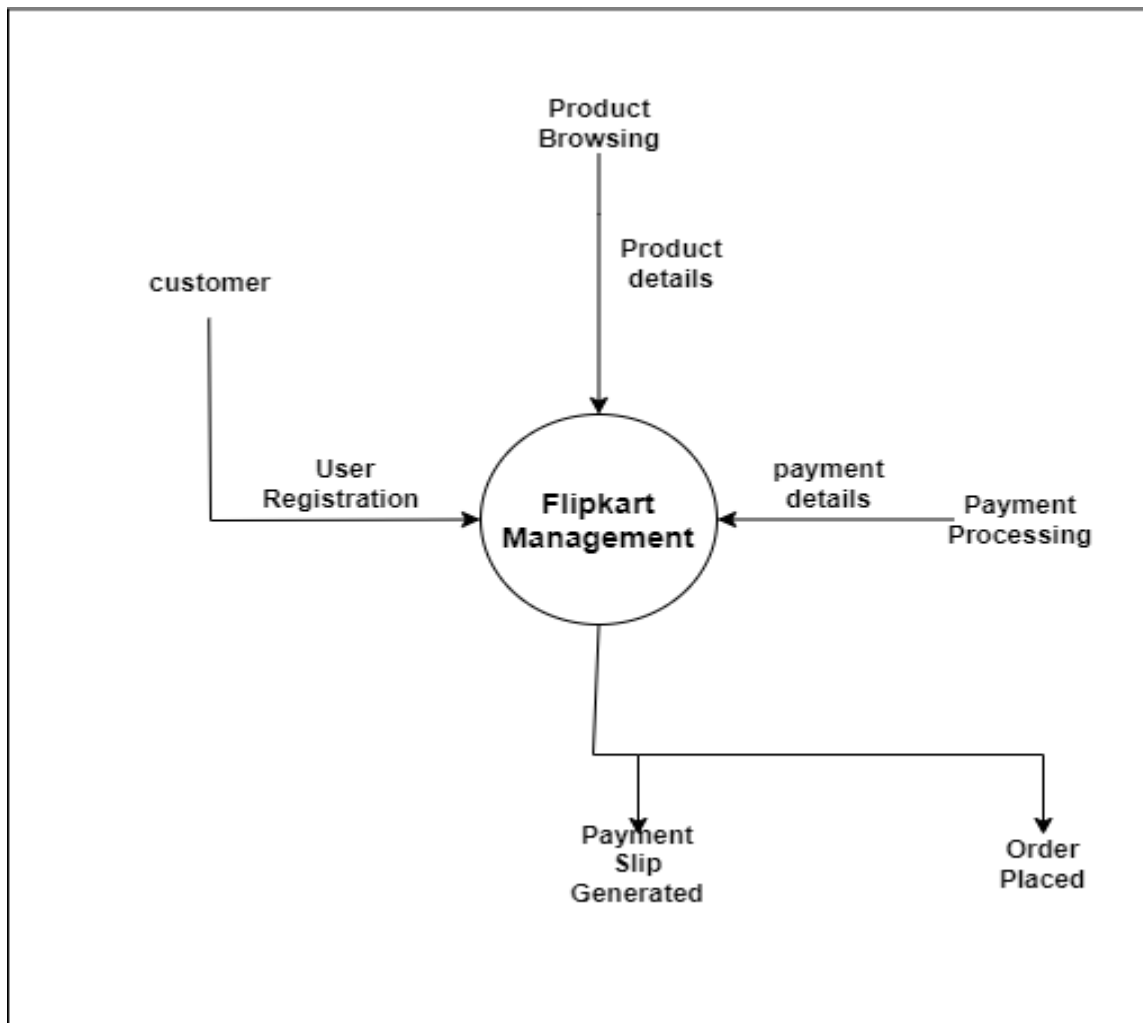 Product
Browsing
Product
details
customer
User
Registration
Flipkart
Management
payment
details
Payment
Processing
Payment
Slip
Generated
Order
Placed